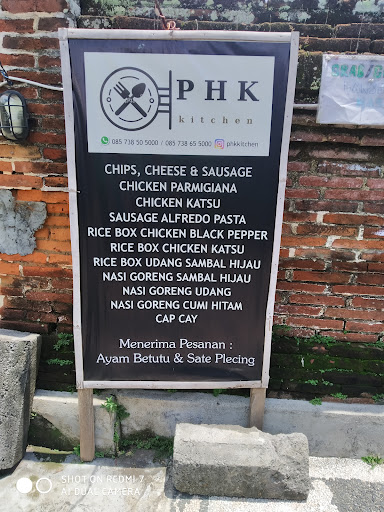 PHK
kitchen
085 738 50 5000 / 085 738 65 5000 phkkitchen
CHIPS, CHEESE & SAUSAGE
CHICKEN PARMIGIANA
CHICKEN KATSU
SAUSAGE ALFREDO PASTA
RICE BOX CHICKEN BLACK PEPPER
RICE BOX CHICKEN KATSU
RICE BOX UDANG SAMBAL HIJAU
NASI GORENG SAMBAL HIJAU
NASI GORENG UDANG
NASI GORENG CUMI HITAM
CAP CAY
Menerima Pesanan :
Ayam Betutu & Sate Plecing
SHOT ON REDMI 7
AI DUAL CAMERA